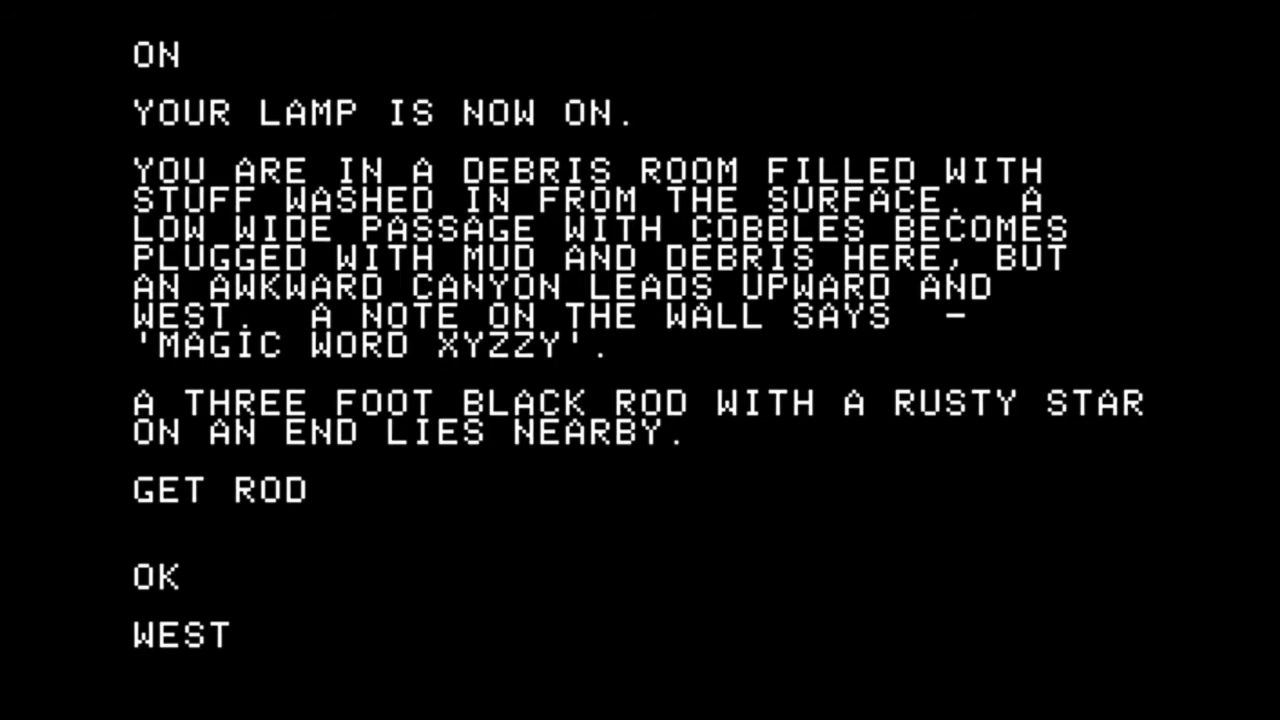 ON
YOUR LAMP IS NOW ON.
YOU ARE IN A DEBRIS ROOM FILLED WITH
STUFF WASHED IN FROM THE SURFACE.  A
LOW WIDE PASSAGE WITH COBBLES BECOMES
PLUGGED WITH MUD AND DEBRIS HERE, BUT
AN AWKWARD CANYON LEADS UPWARD AND
WEST.  A NOTE ON THE WALL SAYS  -
'MAGIC WORD XYZZY'.
A THREE FOOT BLACK ROD WITH A RUSTY STAR
ON AN END LIES NEARBY.
GET ROD
OK
WEST